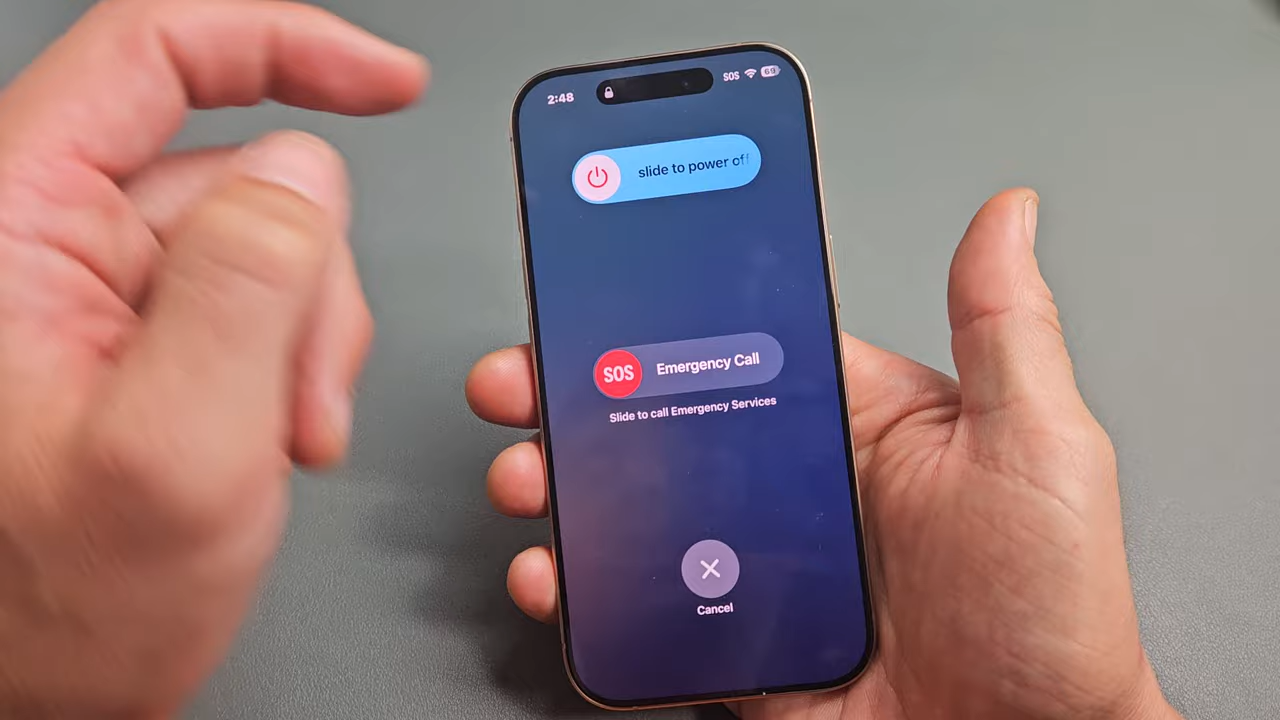 2:48
SOS 69
slide to power off
SOS Emergency Call
Slide to call Emergency Services
Cancel